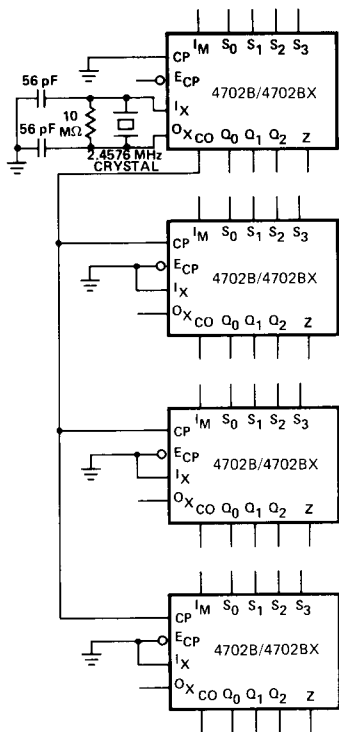 I_M S_0 S_1 S_2 S_3
CP
E_CP
4702B/4702BX
I_X
O_X
CO Q_0 Q_1 Q_2 Z
56 pF
10
MΩ
56 pF
2.4576 MHz
CRYSTAL
I_M S_0 S_1 S_2 S_3
CP
E_CP
4702B/4702BX
I_X
O_X
CO Q_0 Q_1 Q_2 Z
I_M S_0 S_1 S_2 S_3
CP
E_CP
4702B/4702BX
I_X
O_X
CO Q_0 Q_1 Q_2 Z
I_M S_0 S_1 S_2 S_3
CP
E_CP
4702B/4702BX
I_X
O_X
CO Q_0 Q_1 Q_2 Z